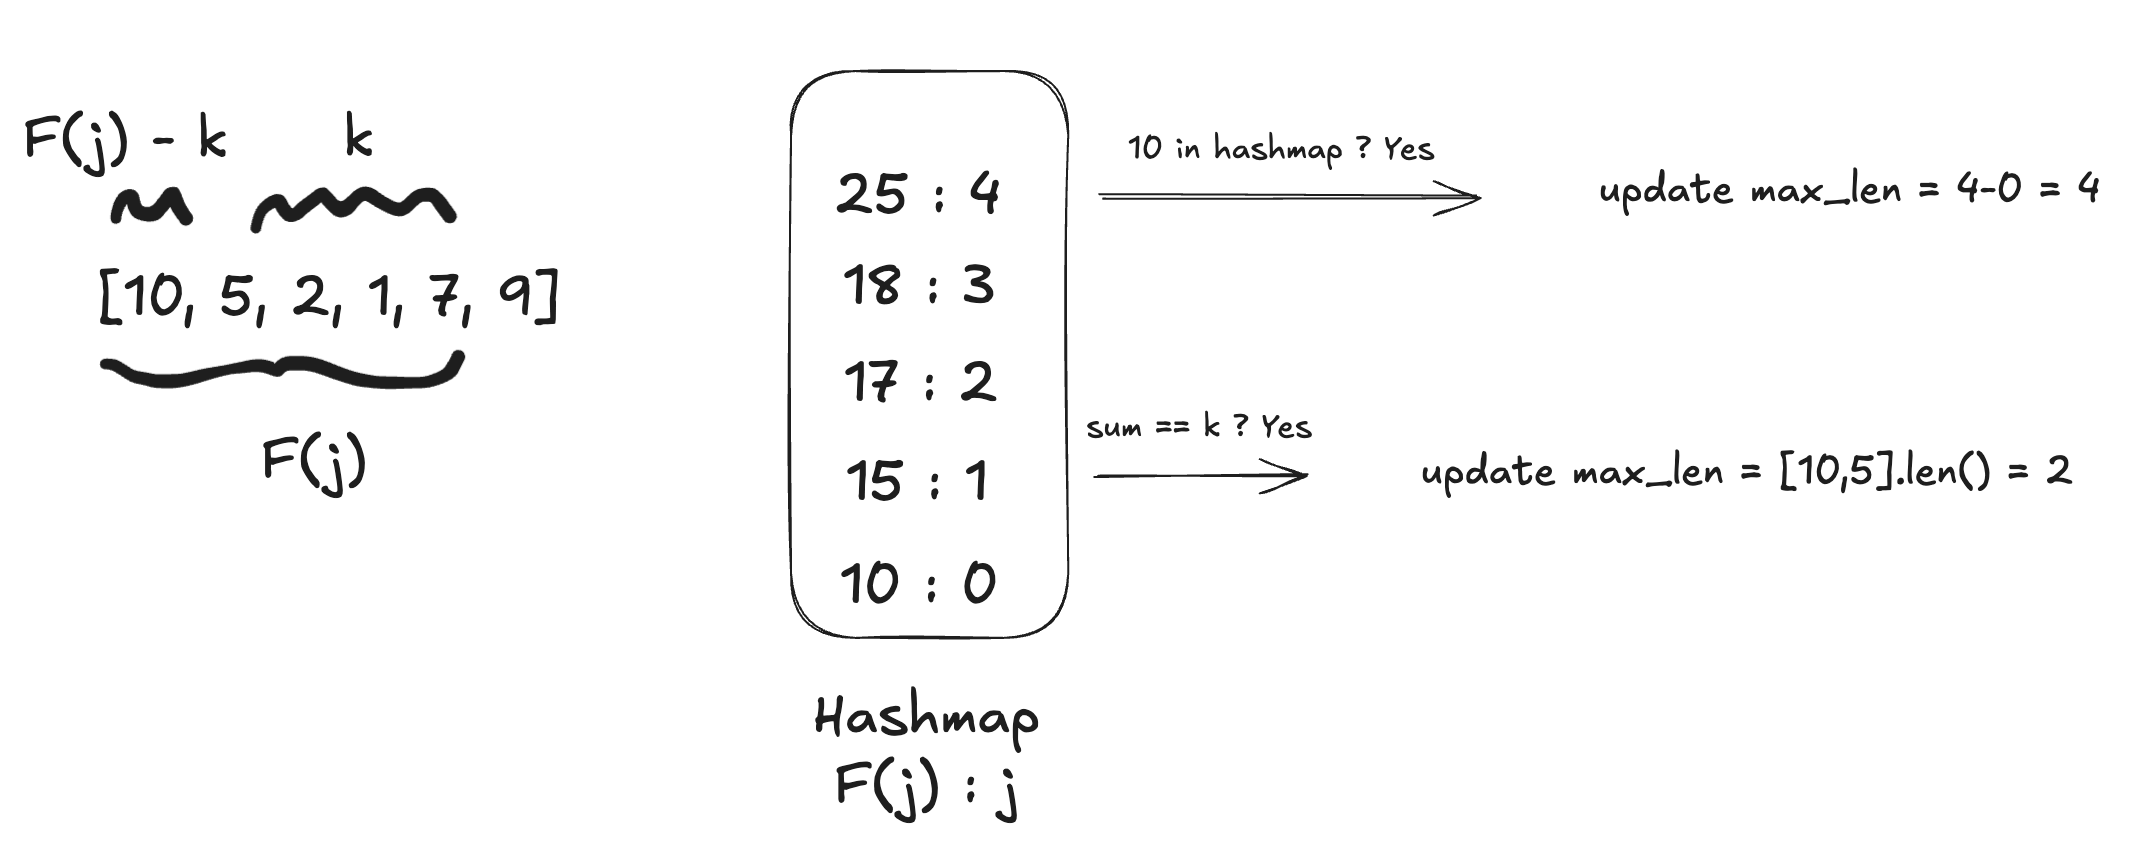 F(j) - k k
[10, 5, 2, 1, 7, 9]
F(j)
25 : 4
18 : 3
17 : 2
15 : 1
10 : 0
Hashmap
F(j) : j
10 in hashmap ? Yes
update max_len = 4-0 = 4
sum == k ? Yes
update max_len = [10,5].len() = 2